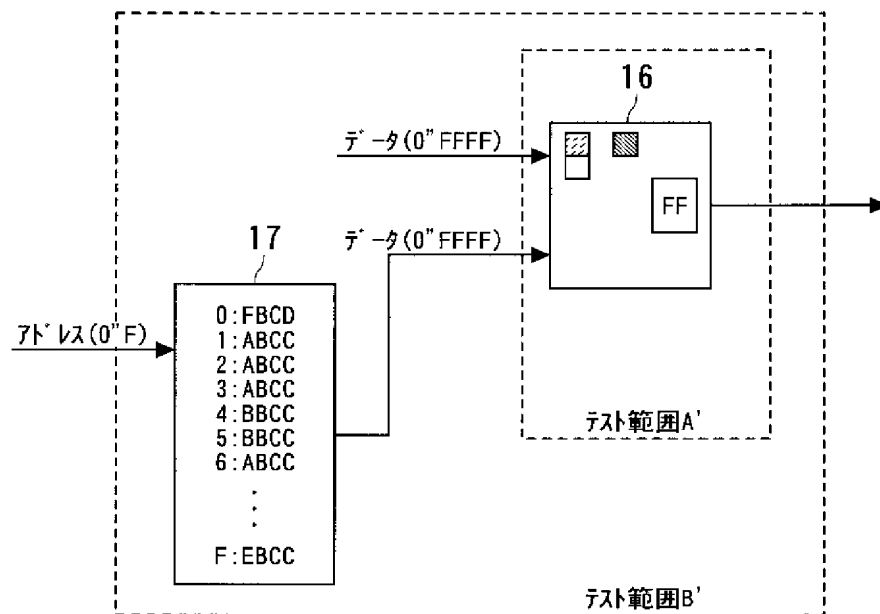 16
データ(0"FFFF)
FF
17
データ(0"FFFF)
アドレス(0"F)
0:FBCD
1:ABCC
2:ABCC
3:ABCC
4:BBCC
5:BBCC
6:ABCC
F:EBCC
テスト範囲A'
テスト範囲B'